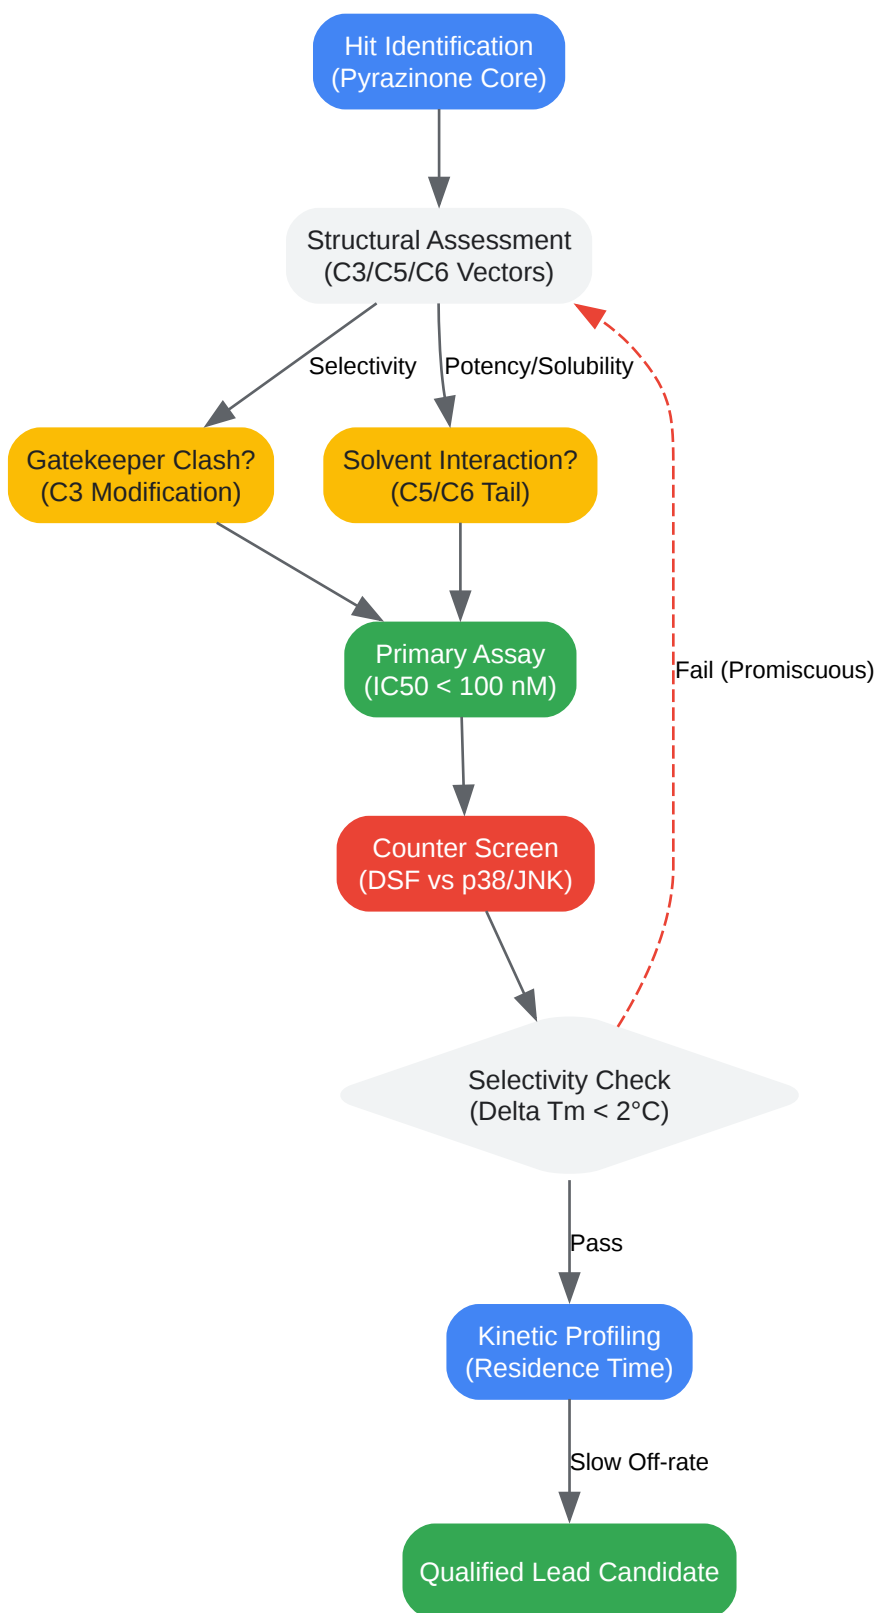 Hit Identification
(Pyrazinone Core)
Structural Assessment
(C3/C5/C6 Vectors)
Selectivity
Potency/Solubility
Gatekeeper Clash?
(C3 Modification)
Solvent Interaction?
(C5/C6 Tail)
Primary Assay
(IC50 < 100 nM)
Fail (Promiscuous)
Counter Screen
(DSF vs p38/JNK)
Selectivity Check
(Delta Tm < 2°C)
Pass
Kinetic Profiling
(Residence Time)
Slow Off-rate
Qualified Lead Candidate